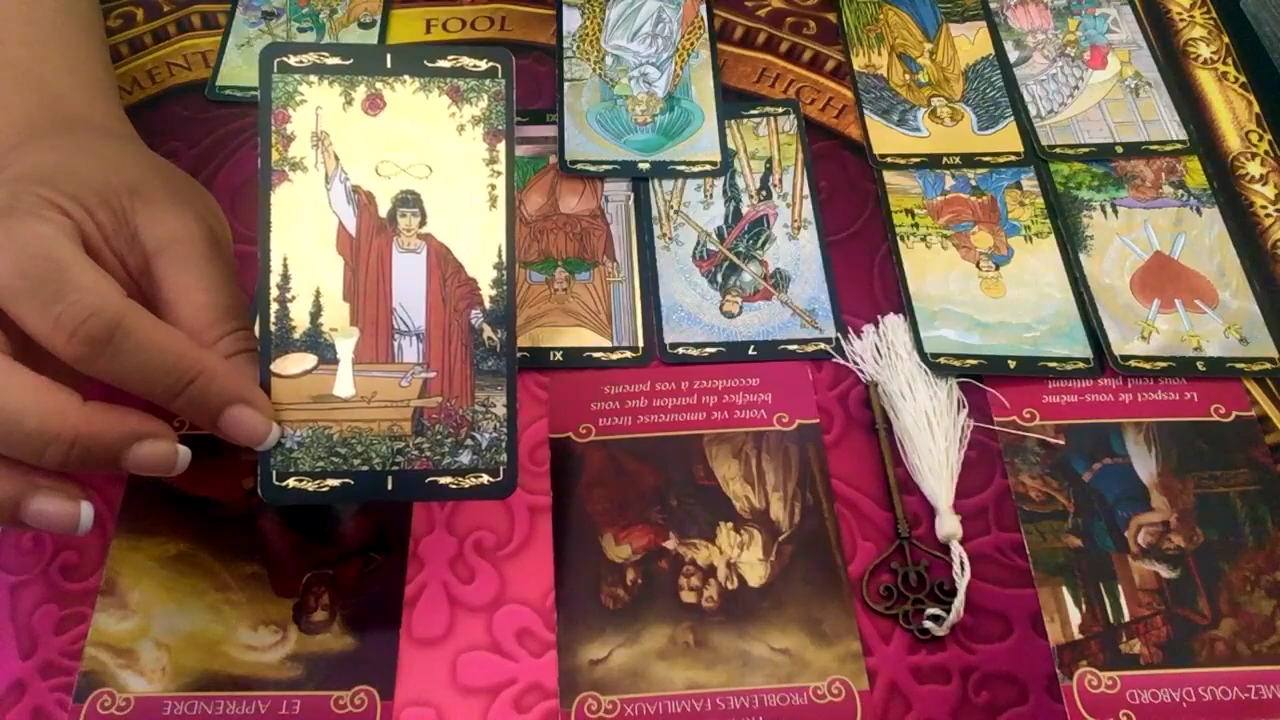 MENT
FOOL
HIGH
I
I
XI
XI
7
XIV
4
6
3
Votre vie amoureuse tirera
bénéfice du pardon que vous
accorderez à vos parents.
Le respect de vous-même
vous rend plus attirant.
ET APPRENDRE
PROBLÈMES FAMILIAUX
MEZ-VOUS D'ABORD